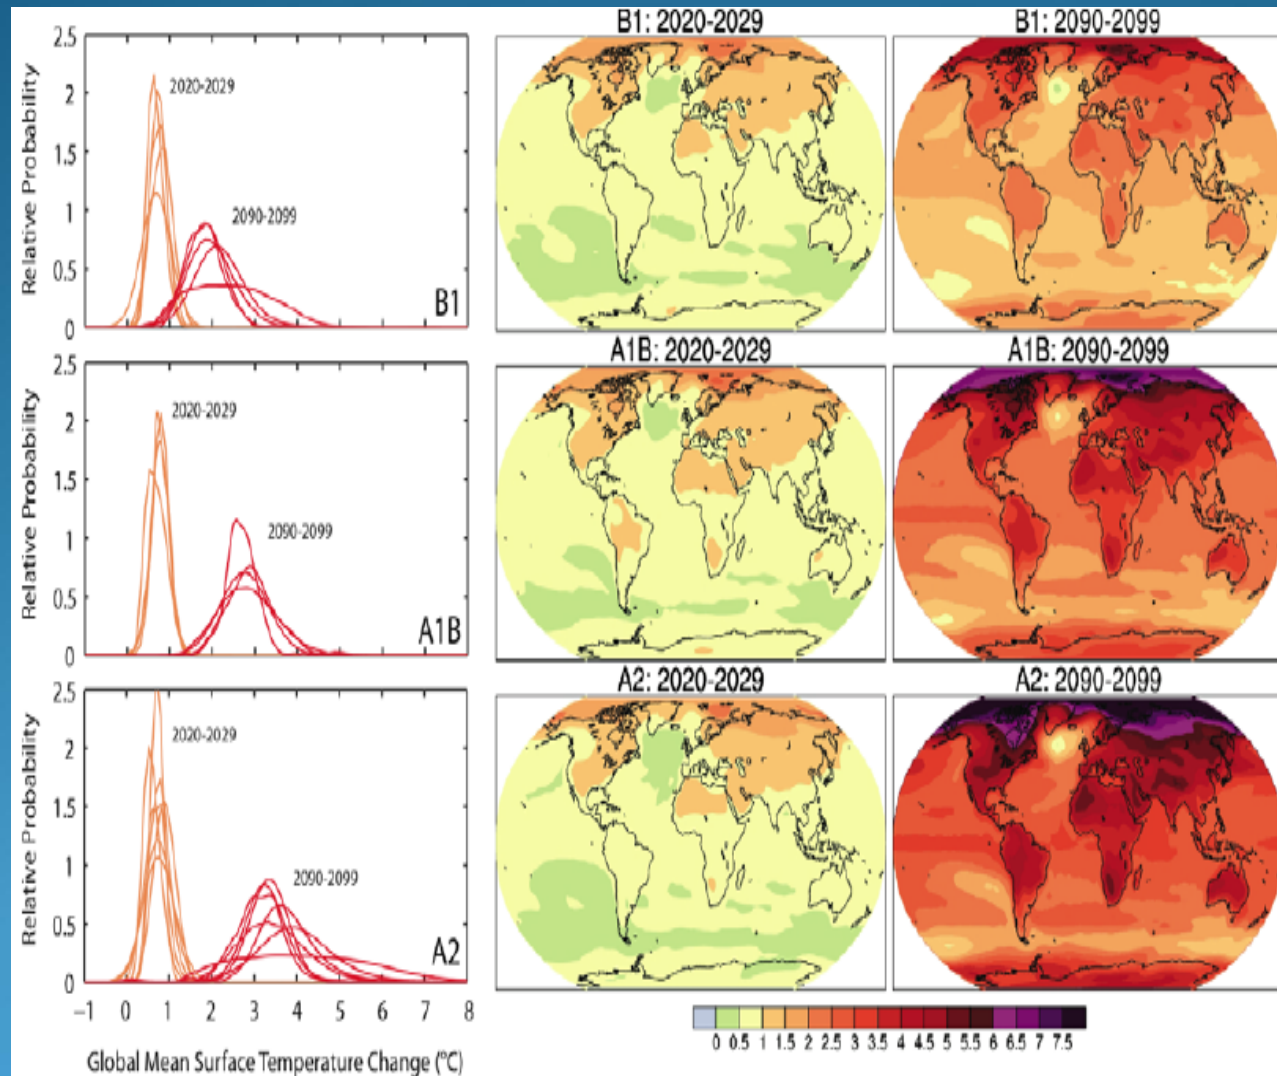 B1: 2020-2029
B1: 2090-2099
Relative Probability
2.5
2
1.5
1
0.5
0
2020-2029
2090-2099
B1
A1B: 2020-2029
A1B: 2090-2099
Relative Probability
2.5
2
1.5
1
0.5
0
2020-2029
2090-2099
A1B
A2: 2020-2029
A2: 2090-2099
Relative Probability
2.5
2
1.5
1
0.5
0
2020-2029
2090-2099
A2
−1 0 1 2 3 4 5 6 7 8
Global Mean Surface Temperature Change (°C)
0 0.5 1 1.5 2 2.5 3 3.5 4 4.5 5 5.5 6 6.5 7 7.5